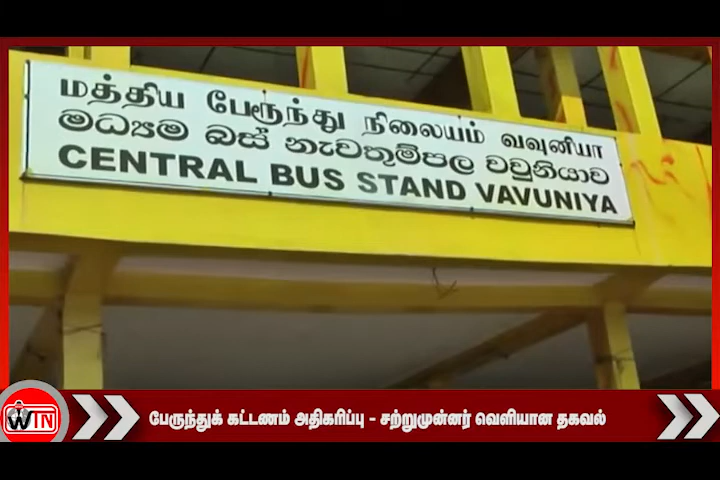 மத்திய பேருந்து நிலையம் வவுனியா
මධ්‍යම බස් නැවතුම්පල වවුනියාව
CENTRAL BUS STAND VAVUNIYA
WTN
பேருந்துக் கட்டணம் அதிகரிப்பு - சற்றுமுன்னர் வெளியான தகவல்